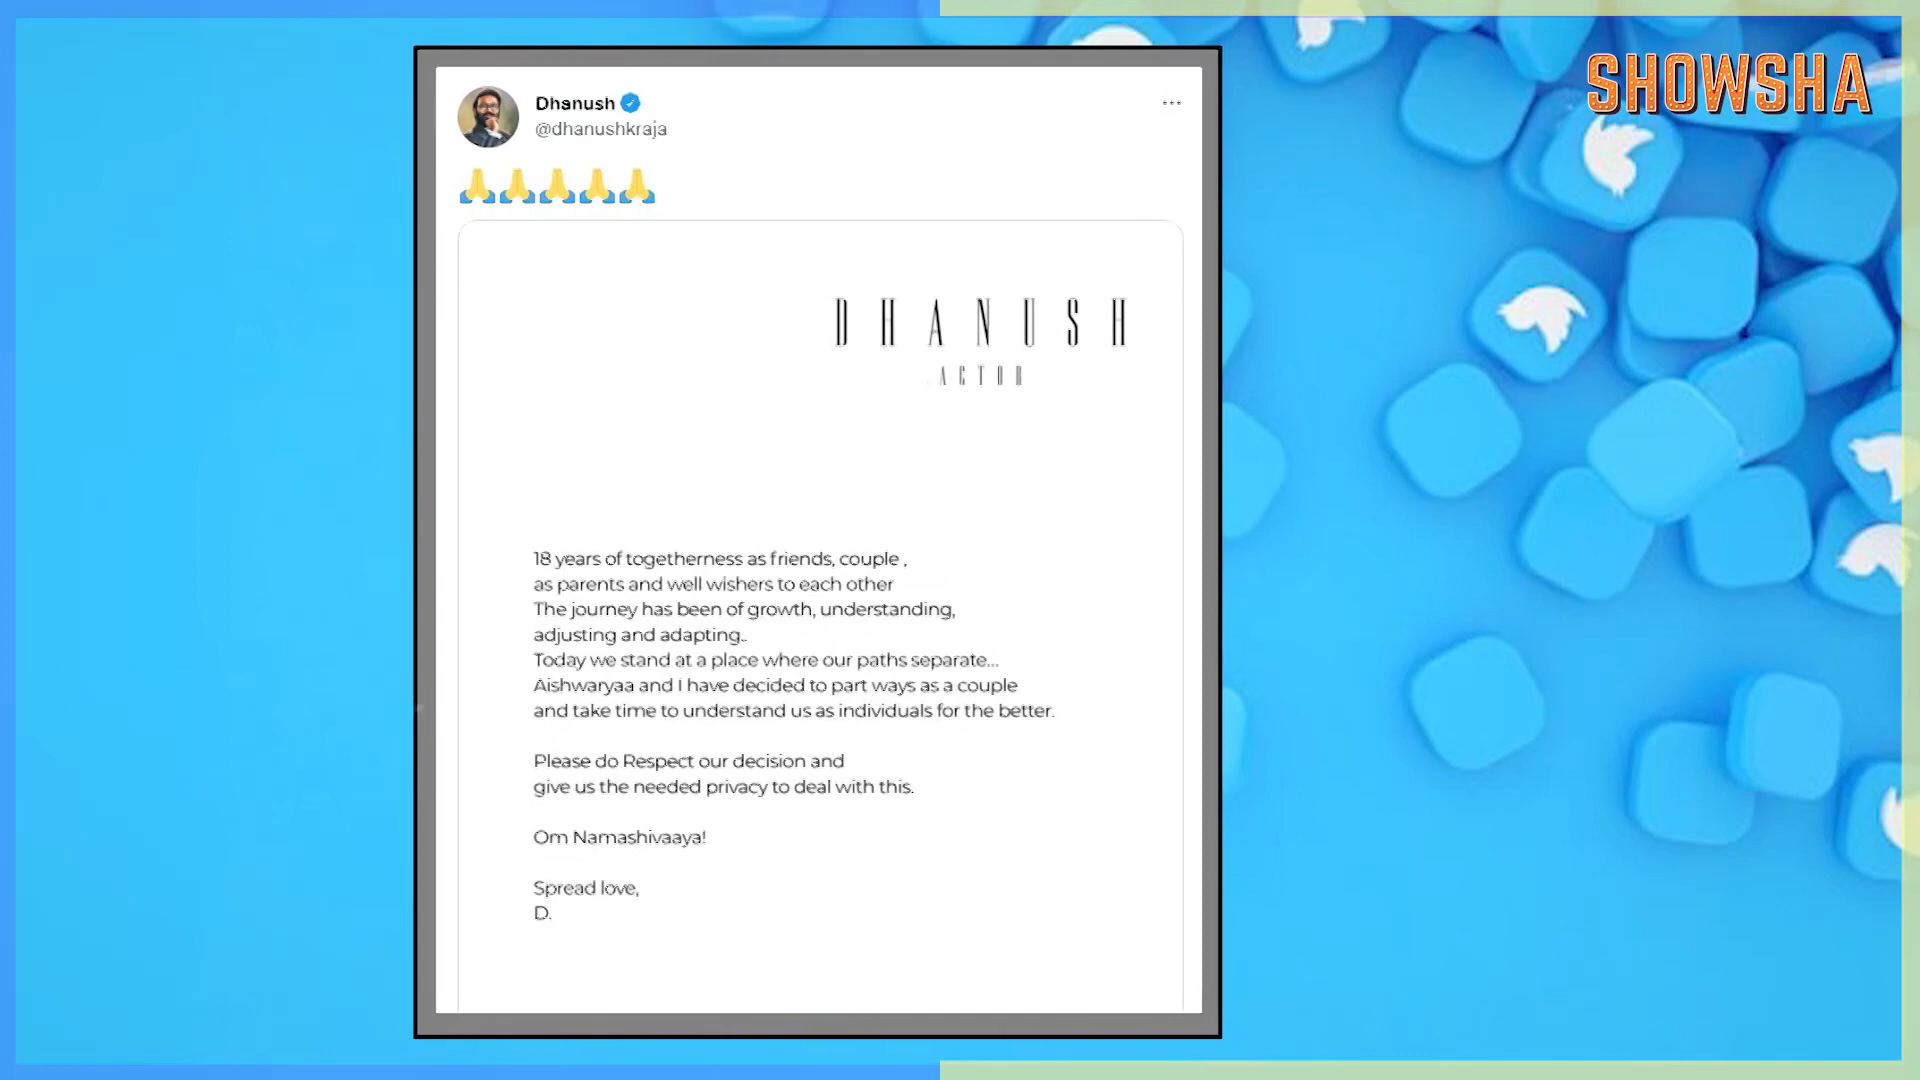 SHOWSHA
Dhanush
@dhanushkraja
🙏🙏🙏🙏🙏
DHANUSH
ACTOR
18 years of togetherness as friends, couple ,
as parents and well wishers to each other
The journey has been of growth, understanding,
adjusting and adapting..
Today we stand at a place where our paths separate...
Aishwaryaa and I have decided to part ways as a couple
and take time to understand us as individuals for the better.
Please do Respect our decision and
give us the needed privacy to deal with this.
Om Namashivaaya!
Spread love,
D.